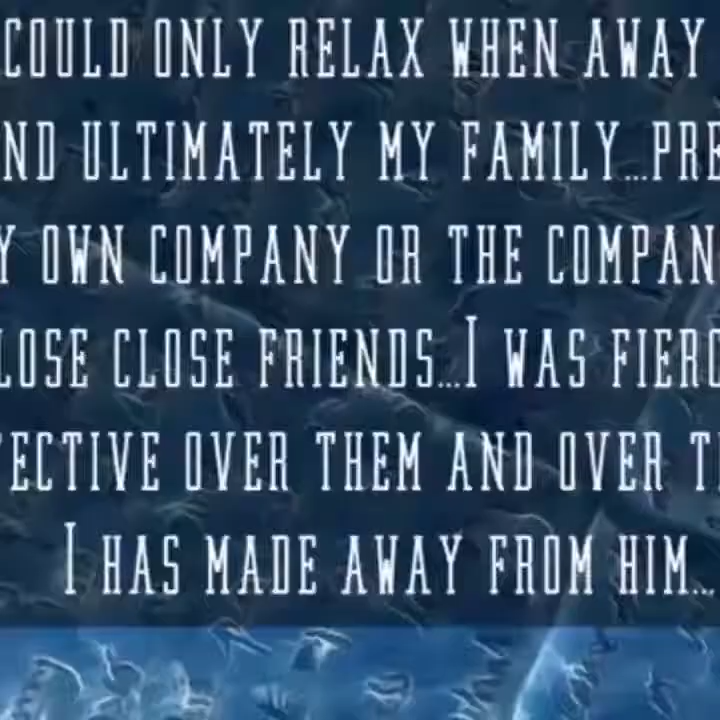 COULD ONLY RELAX WHEN AWAY
ND ULTIMATELY MY FAMILY...PRE
Y OWN COMPANY OR THE COMPAN
LOSE CLOSE FRIENDS...I WAS FIERC
TECTIVE OVER THEM AND OVER T
I HAS MADE AWAY FROM HIM...